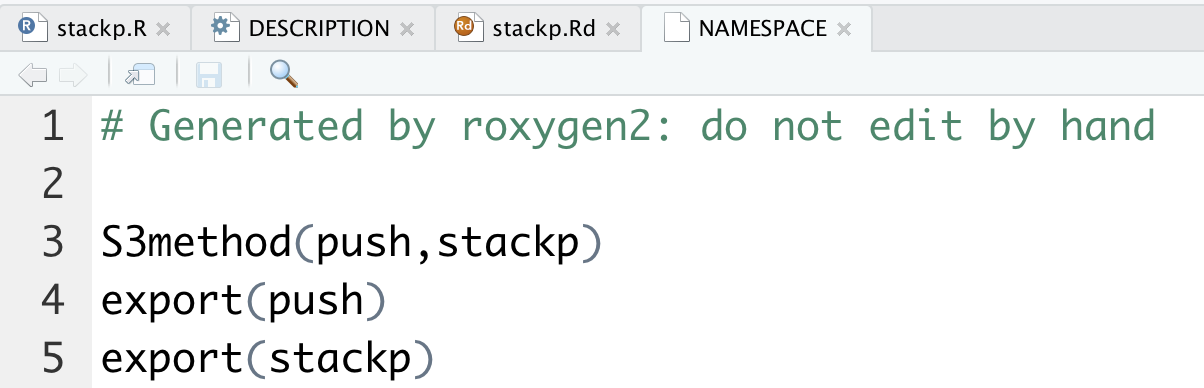 R stackp.R × DESCRIPTION × Rd stackp.Rd × NAMESPACE ×
1 # Generated by roxygen2: do not edit by hand
2
3 S3method(push,stackp)
4 export(push)
5 export(stackp)